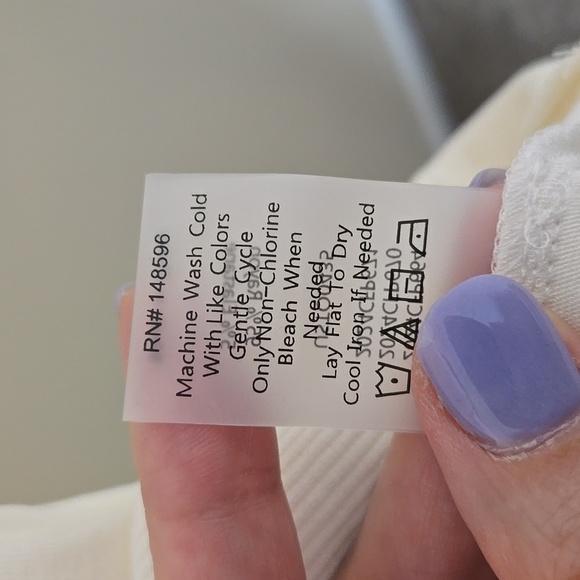 RN# 148596
Machine Wash Cold
With Like Colors
Gentle Cycle
Only Non-Chlorine
Bleach When
Needed
Lay Flat To Dry
Cool Iron If Needed